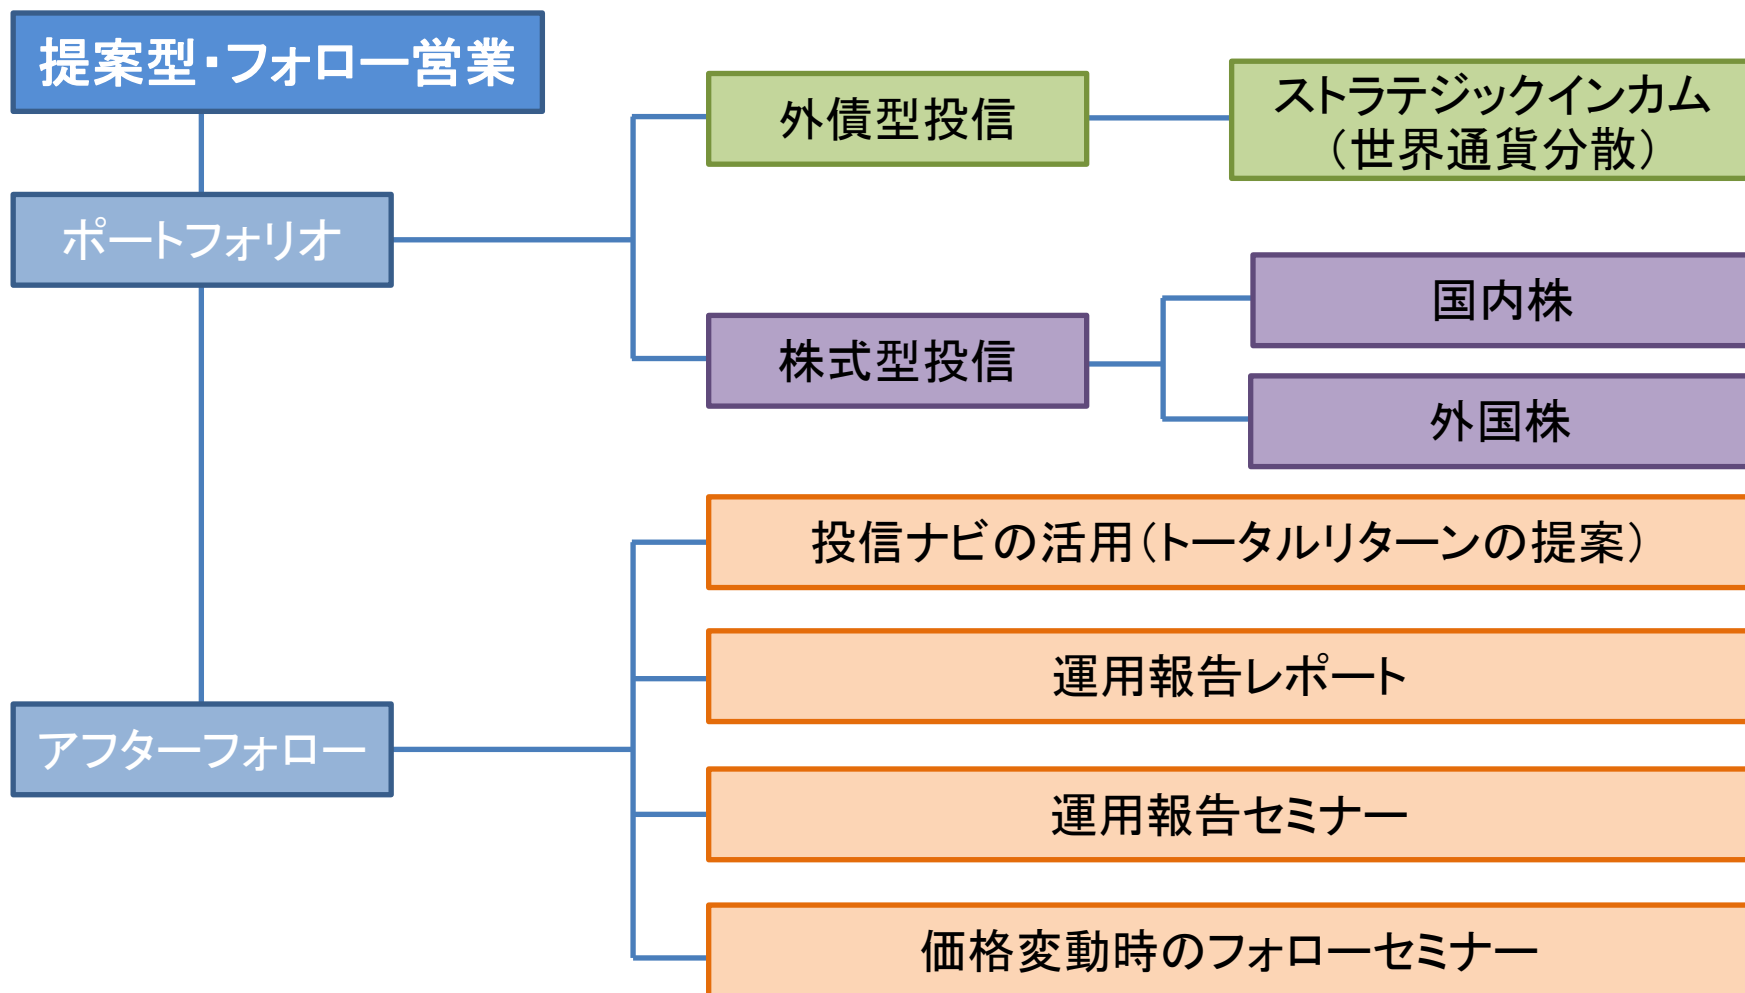 提案型・フォロー営業
ポートフォリオ
外債型投信
ストラテジックインカム
（世界通貨分散）
株式型投信
国内株
外国株
アフターフォロー
投信ナビの活用（トータルリターンの提案）
運用報告レポート
運用報告セミナー
価格変動時のフォローセミナー